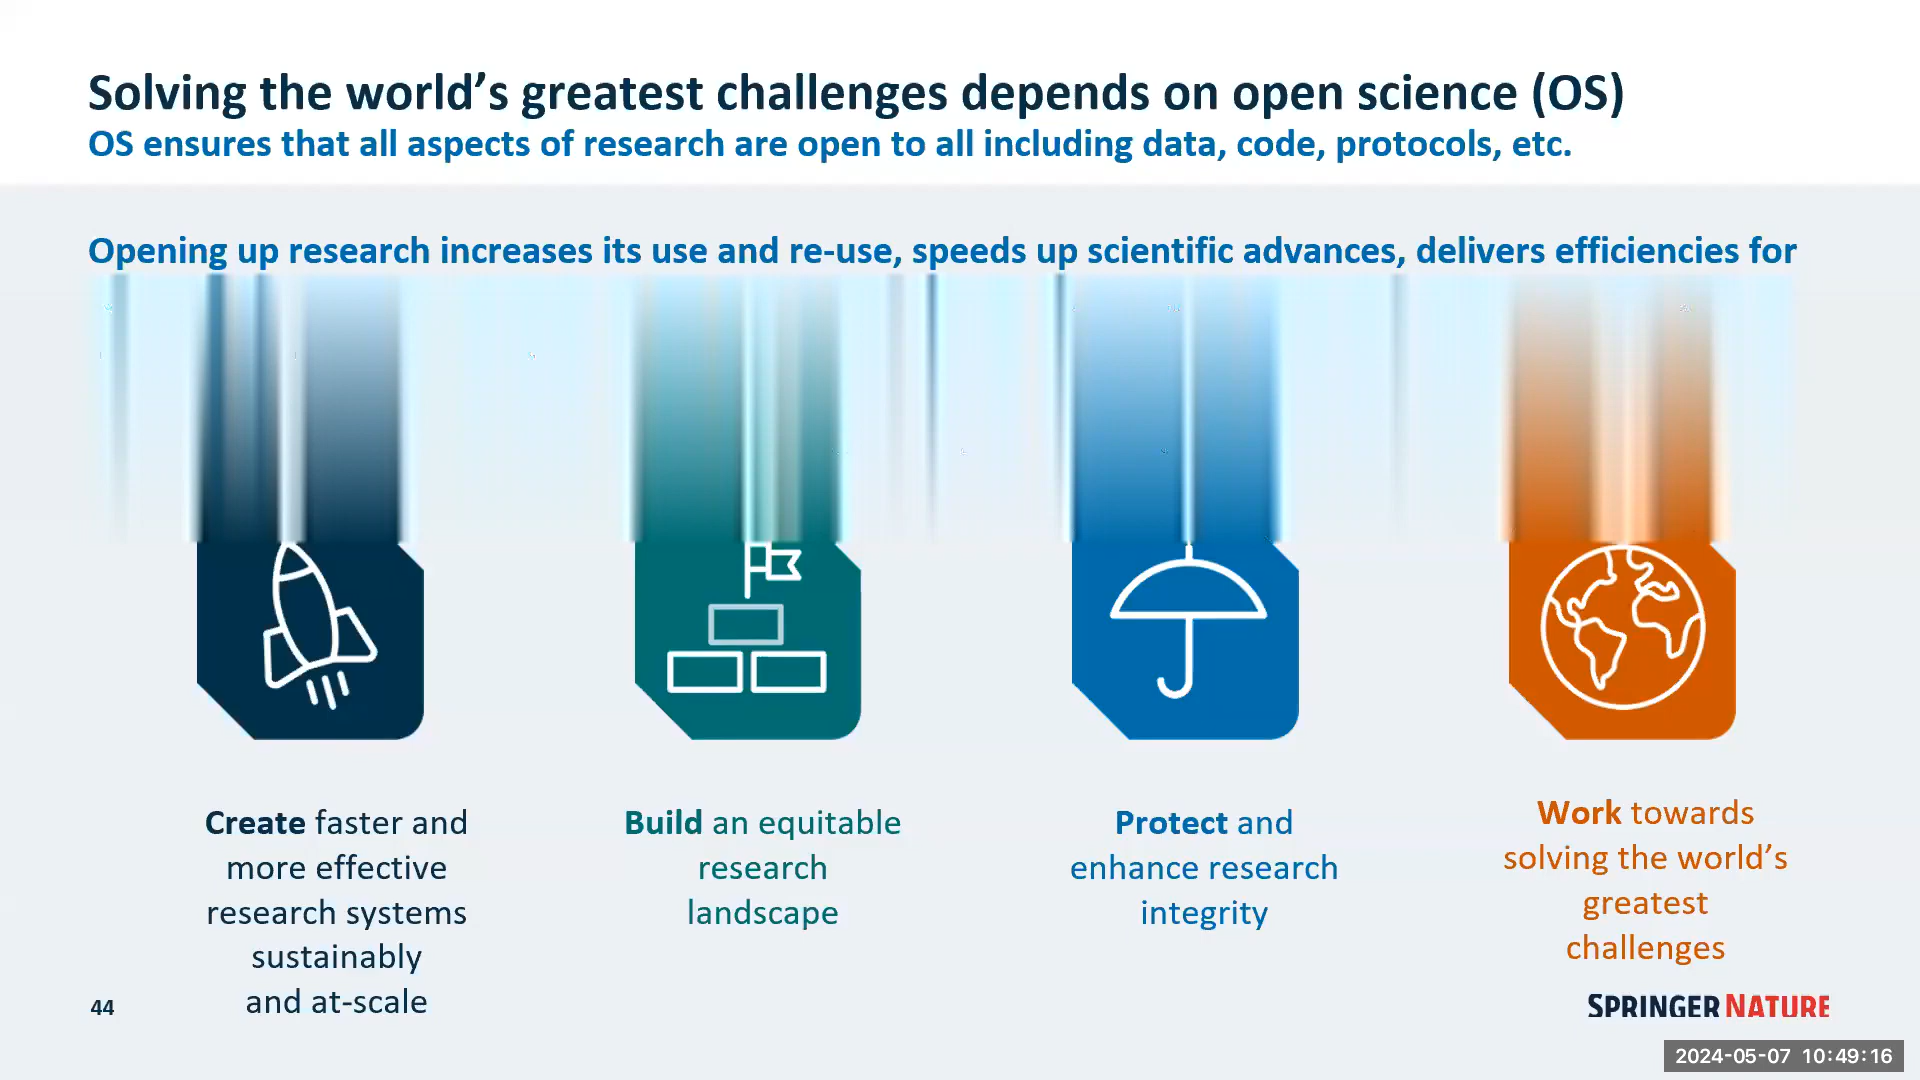 Solving the world’s greatest challenges depends on open science (OS)
OS ensures that all aspects of research are open to all including data, code, protocols, etc.
Opening up research increases its use and re-use, speeds up scientific advances, delivers efficiencies for
Create faster and
more effective
research systems
sustainably
and at-scale
Build an equitable
research
landscape
Protect and
enhance research
integrity
Work towards
solving the world’s
greatest
challenges
44
SPRINGER NATURE
2024-05-07 10:49:16